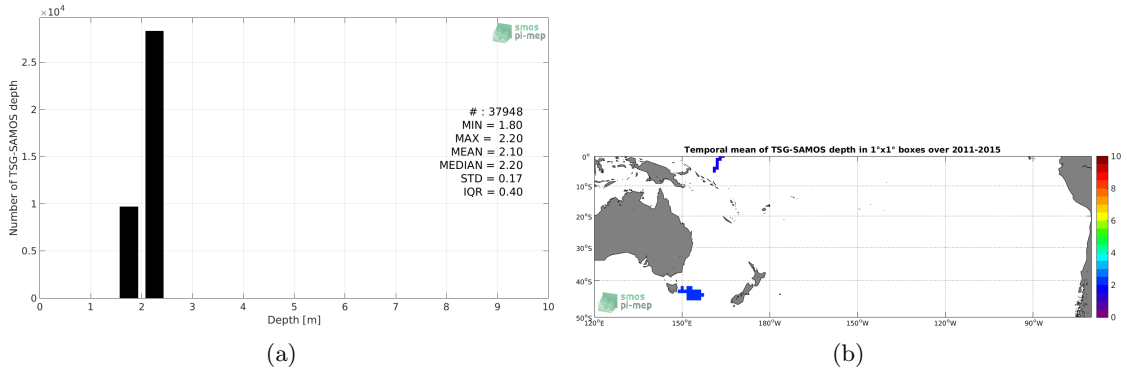 ×10⁴
smos
pi-mep
3
2.5
2
1.5
1
0.5
0
Number of TSG-SAMOS depth
# : 37948
MIN = 1.80
MAX = 2.20
MEAN = 2.10
MEDIAN = 2.20
STD = 0.17
IQR = 0.40
0 1 2 3 4 5 6 7 8 9 10
Depth [m]
(a)
Temporal mean of TSG-SAMOS depth in 1°x1° boxes over 2011-2015
0°
10°S
20°S
30°S
40°S
50°S
120°E 150°E 180°W 150°W 120°W 90°W
smos
pi-mep
10
8
6
4
2
0
(b)